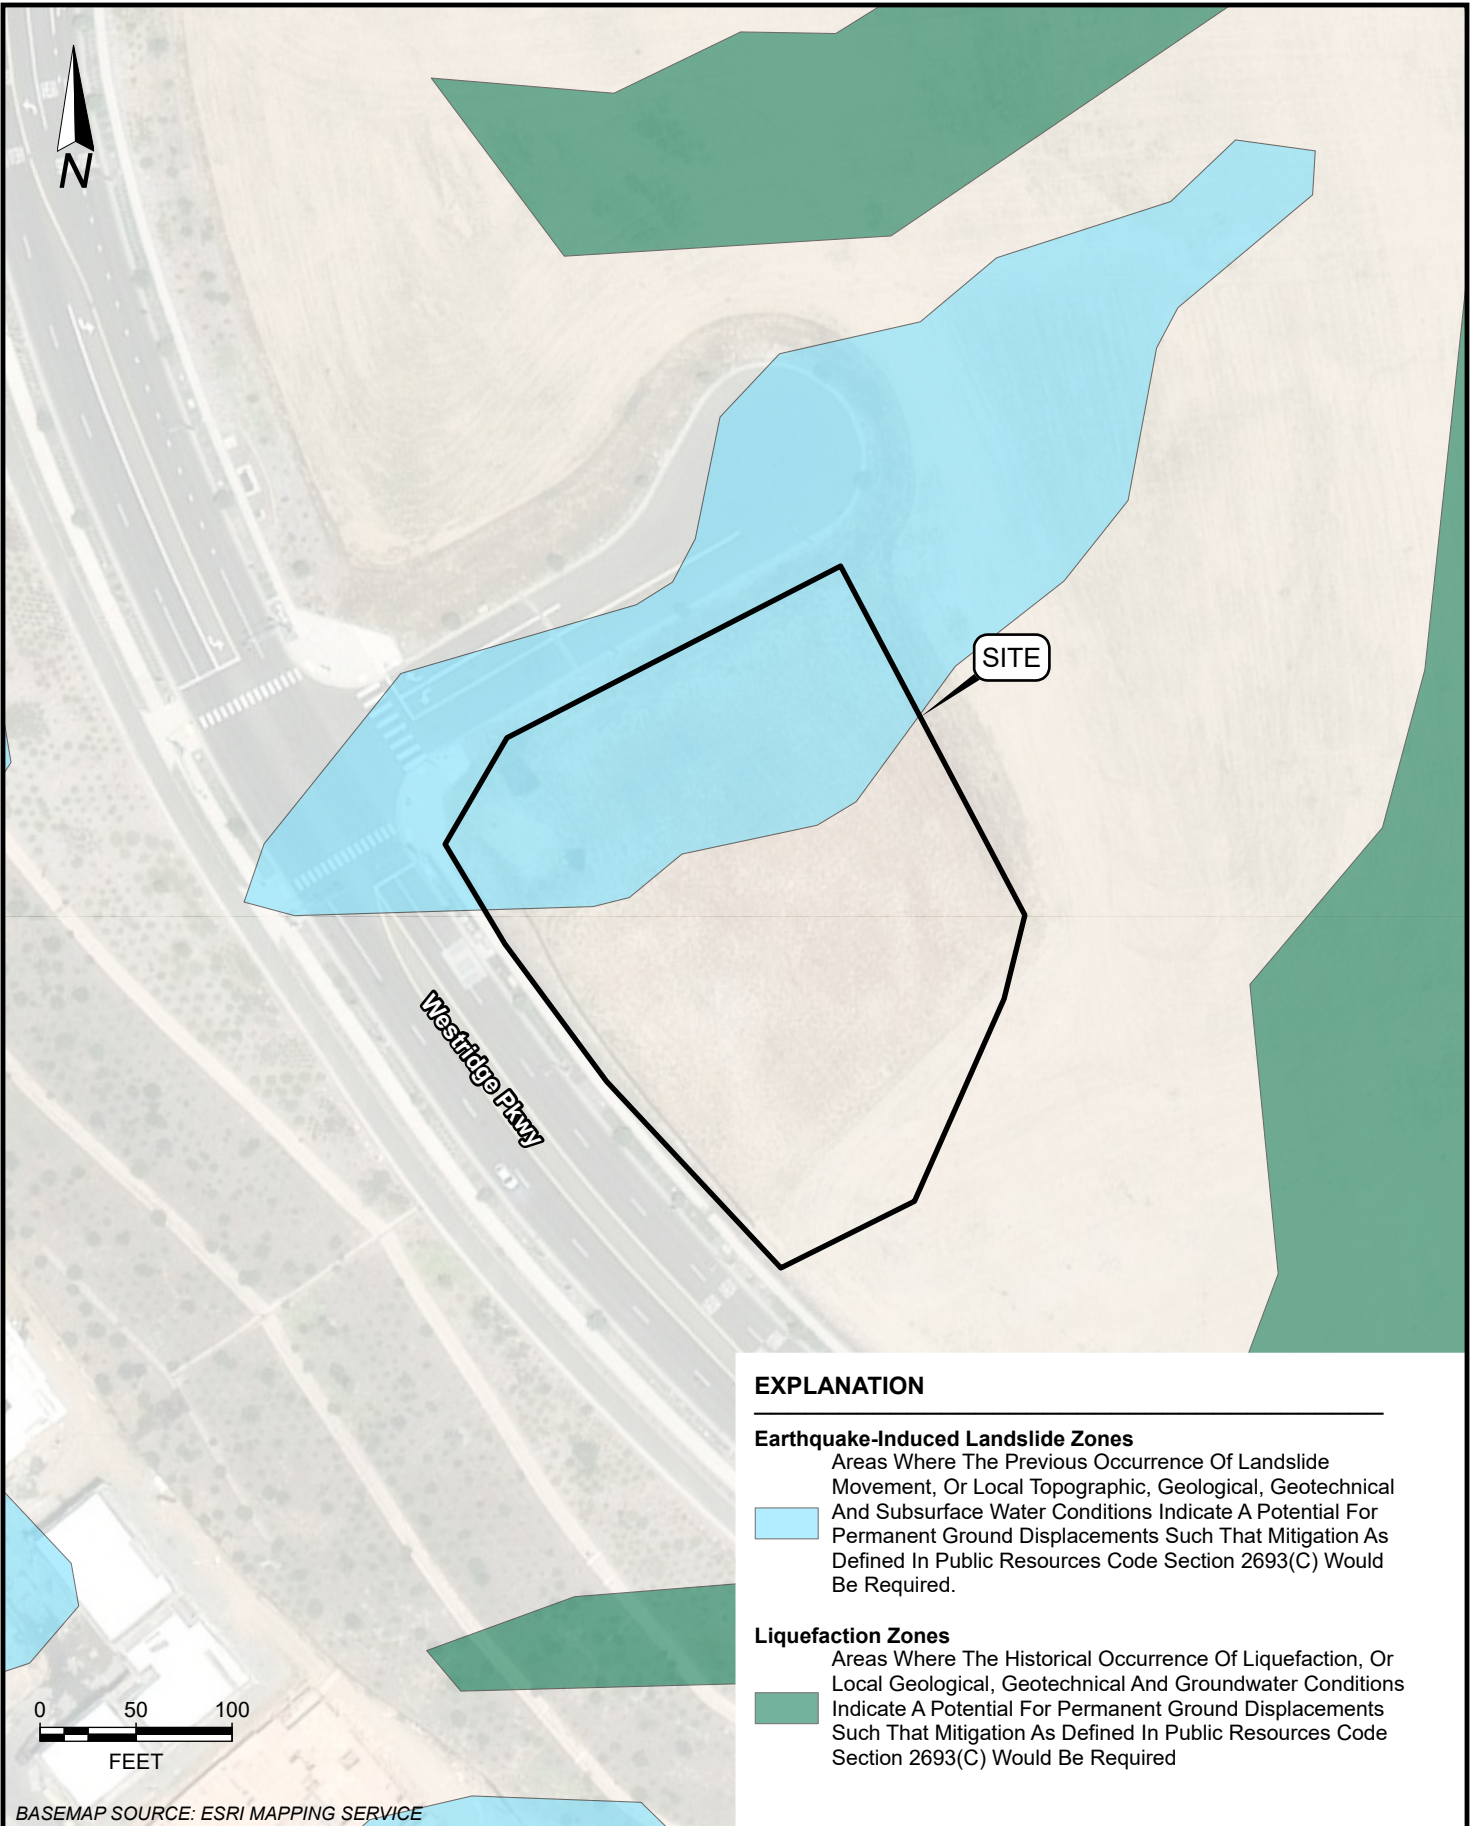 N
SITE
Westridge Pkwy
EXPLANATION
Earthquake-Induced Landslide Zones
Areas Where The Previous Occurrence Of Landslide
Movement, Or Local Topographic, Geological, Geotechnical
And Subsurface Water Conditions Indicate A Potential For
Permanent Ground Displacements Such That Mitigation As
Defined In Public Resources Code Section 2693(C) Would
Be Required.
Liquefaction Zones
Areas Where The Historical Occurrence Of Liquefaction, Or
Local Geological, Geotechnical And Groundwater Conditions
Indicate A Potential For Permanent Ground Displacements
Such That Mitigation As Defined In Public Resources Code
Section 2693(C) Would Be Required
0 50 100
FEET
BASEMAP SOURCE: ESRI MAPPING SERVICE